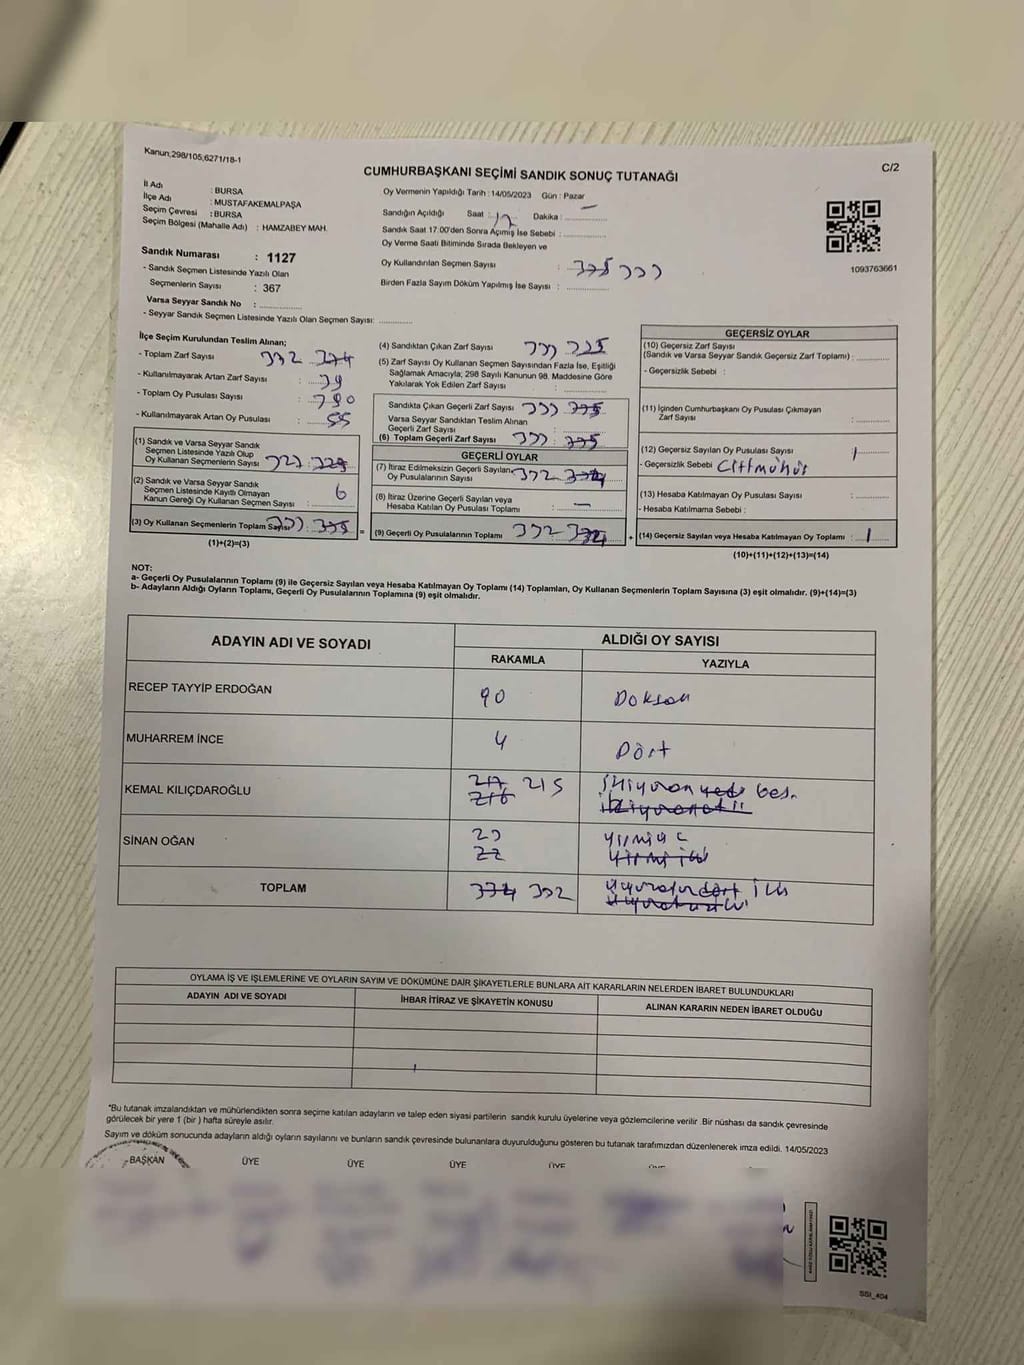 Kanun,298/105,6271/18-1
C/2
CUMHURBAŞKANI SEÇİMİ SANDIK SONUÇ TUTANAĞI
İl Adı : BURSA
İlçe Adı : MUSTAFAKEMALPAŞA
Seçim Çevresi : BURSA
Seçim Bölgesi (Mahalle Adı) : HAMZABEY MAH.
Sandık Numarası : 1127
- Sandık Seçmen Listesinde Yazılı Olan
Seçmenlerin Sayısı : 367
Varsa Seyyar Sandık No : ..............
- Seyyar Sandık Seçmen Listesinde Yazılı Olan Seçmen Sayısı: ............
Oy Vermenin Yapıldığı Tarih : 14/05/2023 Gün : Pazar
Sandığın Açıldığı Saat : 17 Dakika : ..............
Sandık Saat 17:00'den Sonra Açılmış İse Sebebi : ..............
Oy Verme Saati Bitiminde Sırada Bekleyen ve
Oy Kullandırılan Seçmen Sayısı : 335 333
Birden Fazla Sayım Döküm Yapılmış İse Sayısı : ..............
1093763661
İlçe Seçim Kurulundan Teslim Alınan;
- Toplam Zarf Sayısı
- Kullanılmayarak Artan Zarf Sayısı : 39
- Toplam Oy Pusulası Sayısı : 390
- Kullanılmayarak Artan Oy Pusulası : 55
(1) Sandık ve Varsa Seyyar Sandık
Seçmen Listesinde Yazılı Olup
Oy Kullanan Seçmenlerin Sayısı : 327 329
(2) Sandık ve Varsa Seyyar Sandık
Seçmen Listesinde Kayıtlı Olmayan
Kanun Gereği Oy Kullanan Seçmen Sayısı : 6
(3) Oy Kullanan Seçmenlerin Toplam Sayısı : 333 335
(1)+(2)=(3)
(4) Sandıktan Çıkan Zarf Sayısı : 333 335
(5) Zarf Sayısı Oy Kullanan Seçmen Sayısından Fazla İse, Eşitliği
Sağlamak Amacıyla; 298 Sayılı Kanunun 98. Maddesine Göre
Yakılarak Yok Edilen Zarf Sayısı : ..............
Sandıkta Çıkan Geçerli Zarf Sayısı : 333 335
Varsa Seyyar Sandıktan Teslim Alınan
Geçerli Zarf Sayısı : ..............
(6) Toplam Geçerli Zarf Sayısı : 333 335
GEÇERLİ OYLAR
(7) İtiraz Edilmeksizin Geçerli Sayılan
Oy Pusulalarının Sayısı : 332 334
(8) İtiraz Üzerine Geçerli Sayılan veya
Hesaba Katılan Oy Pusulası Toplamı : —
(9) Geçerli Oy Pusulalarının Toplamı : 332 334
GEÇERSİZ OYLAR
(10) Geçersiz Zarf Sayısı
(Sandık ve Varsa Seyyar Sandık Geçersiz Zarf Toplamı) : ............
- Geçersizlik Sebebi :
(11) İçinden Cumhurbaşkanı Oy Pusulası Çıkmayan
Zarf Sayısı : ............
(12) Geçersiz Sayılan Oy Pusulası Sayısı : 1
- Geçersizlik Sebebi : Çift mühür
(13) Hesaba Katılmayan Oy Pusulası Sayısı : ............
- Hesaba Katılmama Sebebi :
(14) Geçersiz Sayılan veya Hesaba Katılmayan Oy Toplamı : 1
(10)+(11)+(12)+(13)=(14)
NOT:
a- Geçerli Oy Pusulalarının Toplamı (9) ile Geçersiz Sayılan veya Hesaba Katılmayan Oy Toplamı (14) Toplamları, Oy Kullanan Seçmenlerin Toplam Sayısına (3) eşit olmalıdır. (9)+(14)=(3)
b- Adayların Aldığı Oyların Toplamı, Geçerli Oy Pusulalarının Toplamına (9) eşit olmalıdır.
ADAYIN ADI VE SOYADI
ALDIĞI OY SAYISI
RAKAMLA YAZIYLA
RECEP TAYYİP ERDOĞAN 90 Doksan
MUHARREM İNCE 4 Dört
KEMAL KILIÇDAROĞLU 217 215 ikiyüzon yedi beş.
216
SİNAN OĞAN 23 yirmi üç
22 yirmi iki
TOPLAM 334 332 üçyüzotuz dört iki
OYLAMA İŞ VE İŞLEMLERİNE VE OYLARIN SAYIM VE DÖKÜMÜNE DAİR ŞİKAYETLERLE BUNLARA AİT KARARLARIN NELERDEN İBARET BULUNDUKLARI
ADAYIN ADI VE SOYADI İHBAR İTİRAZ VE ŞİKAYETİN KONUSU ALINAN KARARIN NEDEN İBARET OLDUĞU
*Bu tutanak imzalandıktan ve mühürlendikten sonra seçime katılan adayların ve talep eden siyasi partilerin sandık kurulu üyelerine veya gözlemcilerine verilir. Bir nüshası da sandık çevresinde
görülecek bir yere 1 (bir ) hafta süreyle asılır.
Sayım ve döküm sonucunda adayların aldığı oyların sayılarını ve bunların sandık çevresinde bulunanlara duyurulduğunu gösteren bu tutanak tarafımızdan düzenlenerek imza edildi. 14/05/2023
BAŞKAN ÜYE ÜYE ÜYE ÜYE ÜYE
SSI_404